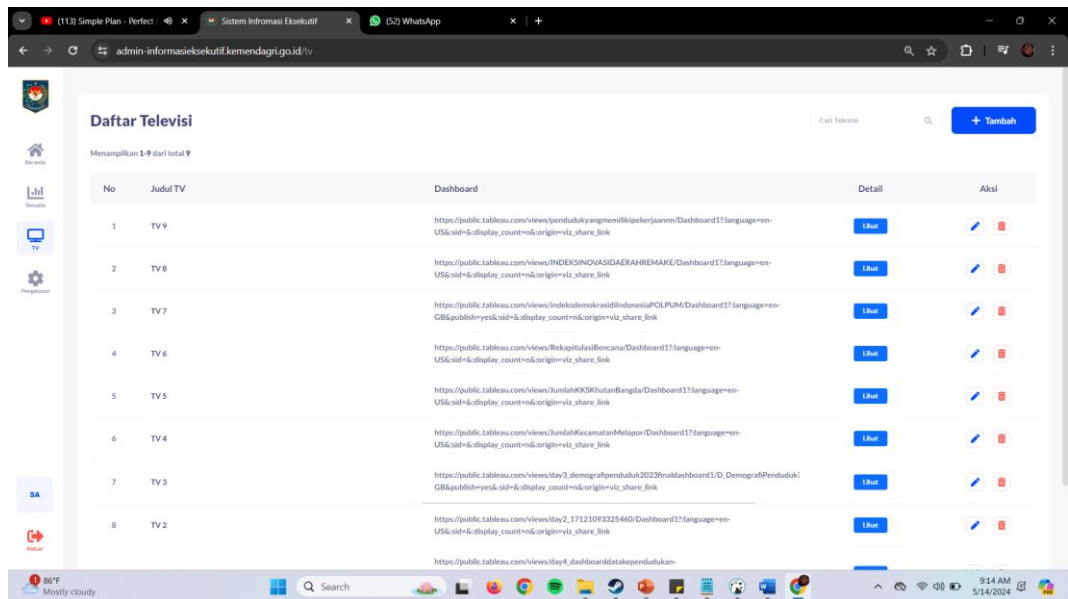 (113) Simple Plan - Perfect
Sistem Infromasi Eksekutif
(52) WhatsApp
admin-informasieksekutif.kemendagri.go.id/tv
Daftar Televisi
Cari Televisi
+ Tambah
Menampilkan 1-9 dari total 9
Beranda
Tematik
TV
Pengaturan
SA
Keluar
No Judul TV Dashboard Detail Aksi
1 TV 9 https://public.tableau.com/views/pendudukyangmemilikipekerjaannn/Dashboard1?:language=en-
US&:sid=&:display_count=n&:origin=viz_share_link Lihat
2 TV 8 https://public.tableau.com/views/INDEKSINOVASIDAERAHREMAKE/Dashboard1?:language=en-
US&:sid=&:display_count=n&:origin=viz_share_link Lihat
3 TV 7 https://public.tableau.com/views/indeksdemokrasidiIndonesiaPOLPUM/Dashboard1?:language=en-
GB&publish=yes&:sid=&:display_count=n&:origin=viz_share_link Lihat
4 TV 6 https://public.tableau.com/views/RekapitulasiBencana/Dashboard1?:language=en-
US&:sid=&:display_count=n&:origin=viz_share_link Lihat
5 TV 5 https://public.tableau.com/views/JumlahKKSKhutanBangda/Dashboard1?:language=en-
US&:sid=&:display_count=n&:origin=viz_share_link Lihat
6 TV 4 https://public.tableau.com/views/JumlahKecamatanMelapor/Dashboard1?:language=en-
US&:sid=&:display_count=n&:origin=viz_share_link Lihat
7 TV 3 https://public.tableau.com/views/day3_demografipenduduk2023finaldashboard1/D_DemografiPenduduk
GB&publish=yes&:sid=&:display_count=n&:origin=viz_share_link Lihat
8 TV 2 https://public.tableau.com/views/day2_17121093325460/Dashboard1?:language=en-
US&:sid=&:display_count=n&:origin=viz_share_link Lihat
https://public.tableau.com/views/day4_dashboarddatakependudukan-
1
86°F
Mostly cloudy
Search
9:14 AM
5/14/2024